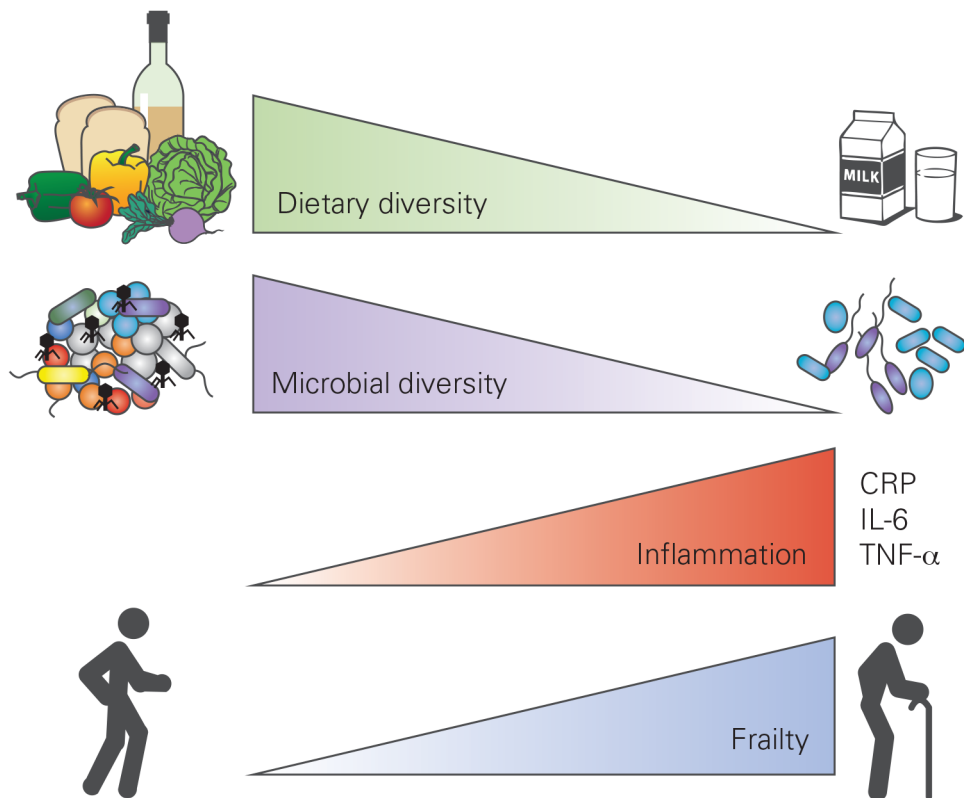 Dietary diversity
MILK
Microbial diversity
Inflammation
CRP
IL-6
TNF-α
Frailty